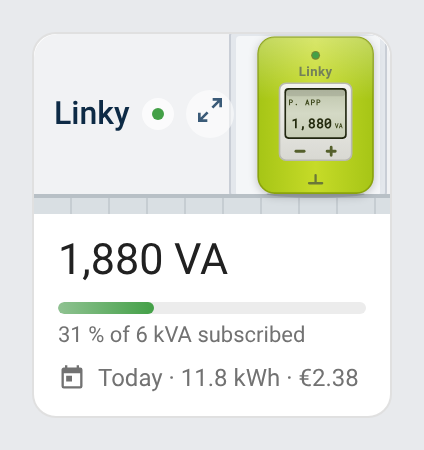 Linky
Linky
P. APP
1,880 VA
1,880 VA
31 % of 6 kVA subscribed
Today · 11.8 kWh · €2.38